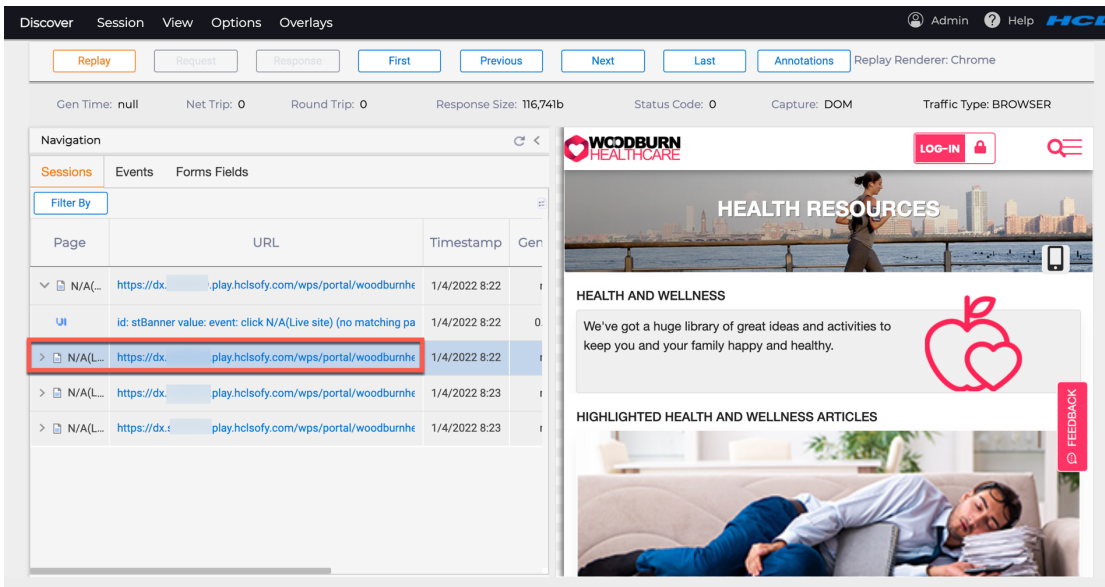 Discover Session View Options Overlays Admin Help HCL
Replay Request Response First Previous Next Last Annotations Replay Renderer: Chrome
Gen Time: null Net Trip: 0 Round Trip: 0 Response Size: 116,741b Status Code: 0 Capture: DOM Traffic Type: BROWSER
Navigation
Sessions Events Forms Fields
Filter By
Page URL Timestamp Gen
N/A(... https://dx. .play.hclsofy.com/wps/portal/woodburnhe 1/4/2022 8:22
UI id: stBanner value: event: click N/A(Live site) (no matching pa 1/4/2022 8:22 0.
N/A(L... https://dx. .play.hclsofy.com/wps/portal/woodburnhe 1/4/2022 8:22
N/A(L... https://dx. play.hclsofy.com/wps/portal/woodburnhe 1/4/2022 8:23
N/A(L... https://dx.s play.hclsofy.com/wps/portal/woodburnhe 1/4/2022 8:23
WOODBURN
HEALTHCARE
LOG-IN
HEALTH RESOURCES
HEALTH AND WELLNESS
We've got a huge library of great ideas and activities to
keep you and your family happy and healthy.
HIGHLIGHTED HEALTH AND WELLNESS ARTICLES
FEEDBACK